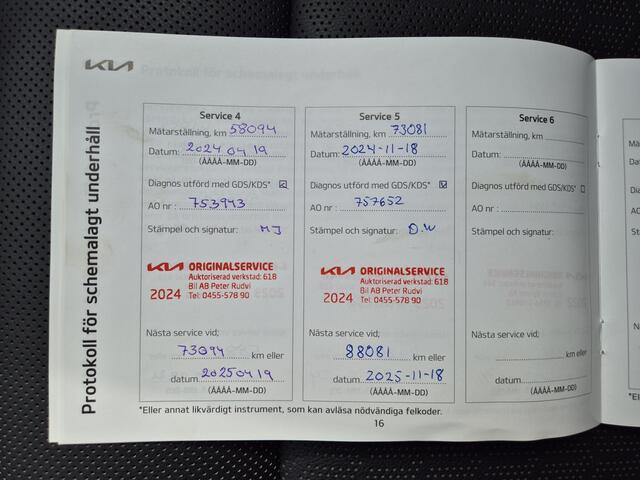 KIA
Protokoll för schemalagt underhåll
Service 4
Mätarställning, km 58094
Datum: 2024 04 19
(ÅÅÅÅ-MM-DD)
Diagnos utförd med GDS/KDS*
AO nr : 753943
Stämpel och signatur: MJ
KIA ORIGINALSERVICE
Auktoriserad verkstad: 618
Bil AB Peter Rudvi
2024 Tel: 0455-578 90
Nästa service vid;
73094 km eller
datum 20250419
(ÅÅÅÅ-MM-DD)
Service 5
Mätarställning, km 73081
Datum: 2024-11-18
(ÅÅÅÅ-MM-DD)
Diagnos utförd med GDS/KDS*
AO nr : 757652
Stämpel och signatur: D.W
KIA ORIGINALSERVICE
Auktoriserad verkstad: 618
Bil AB Peter Rudvi
2024 Tel: 0455-578 90
Nästa service vid;
88081 km eller
datum 2025-11-18
(ÅÅÅÅ-MM-DD)
Service 6
Mätarställning, km
Datum:
(ÅÅÅÅ-MM-DD)
Diagnos utförd med GDS/KDS*
AO nr :
Stämpel och signatur:
Nästa service vid;
km eller
datum
(ÅÅÅÅ-MM-DD)
*Eller annat likvärdigt instrument, som kan avläsa nödvändiga felkoder.
16